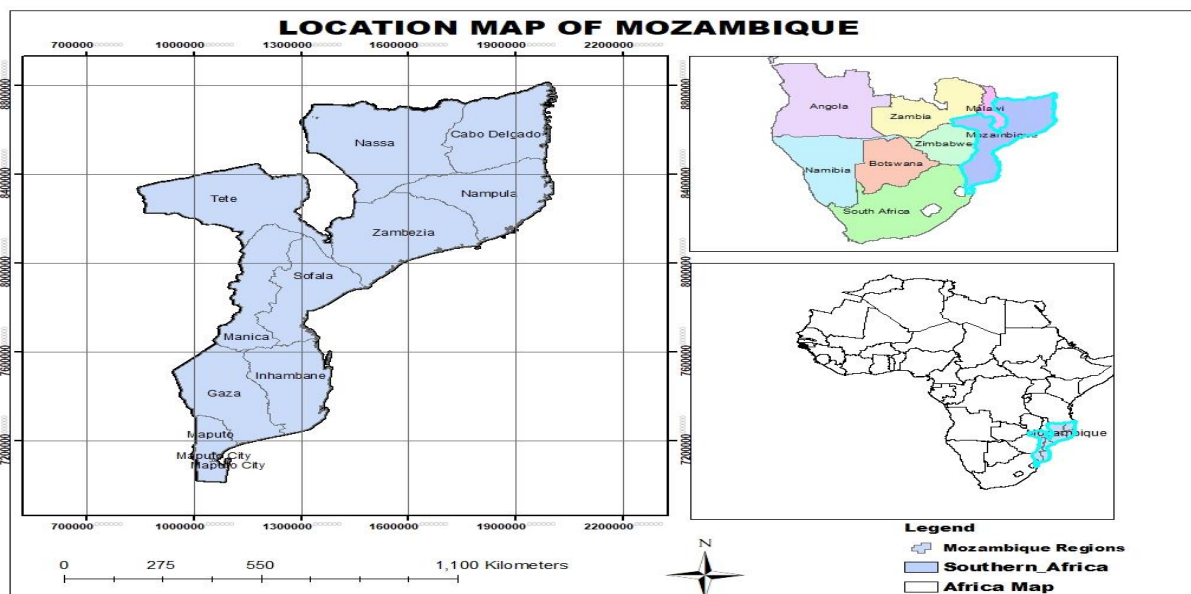 LOCATION MAP OF MOZAMBIQUE
700000 1000000 1300000 1600000 1900000 2200000
8800000
8400000
8000000
7600000
7200000
Nassa
Cabo Delgado
Tete
Nampula
Zambezia
Sofala
Manica
Inhambane
Gaza
Maputo
Maputo City
Maputo City
8800000
8400000
8000000
7600000
7200000
700000 1000000 1300000 1600000 1900000 2200000
Angola
Zambia
Malawi
Mozambique
Zimbabwe
Botswana
Namibia
South Africa
Mozambique
Legend
Mozambique Regions
Southern_Africa
Africa Map
0 275 550 1,100 Kilometers
N